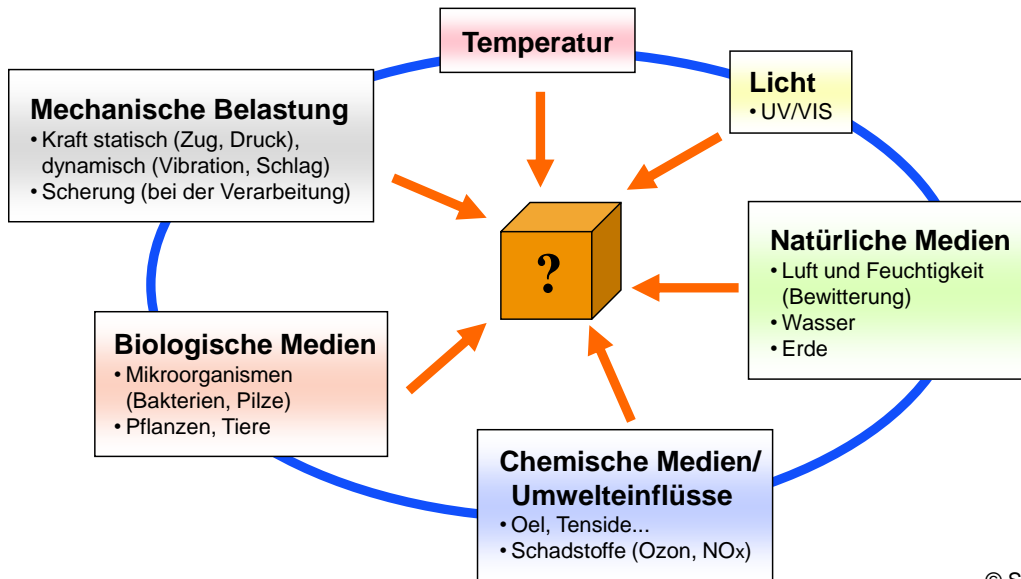 Temperatur
Licht
• UV/VIS
Mechanische Belastung
• Kraft statisch (Zug, Druck),
dynamisch (Vibration, Schlag)
• Scherung (bei der Verarbeitung)
?
Natürliche Medien
• Luft und Feuchtigkeit
(Bewitterung)
• Wasser
• Erde
Biologische Medien
• Mikroorganismen
(Bakterien, Pilze)
• Pflanzen, Tiere
Chemische Medien/
Umwelteinflüsse
• Oel, Tenside...
• Schadstoffe (Ozon, NOx)
©